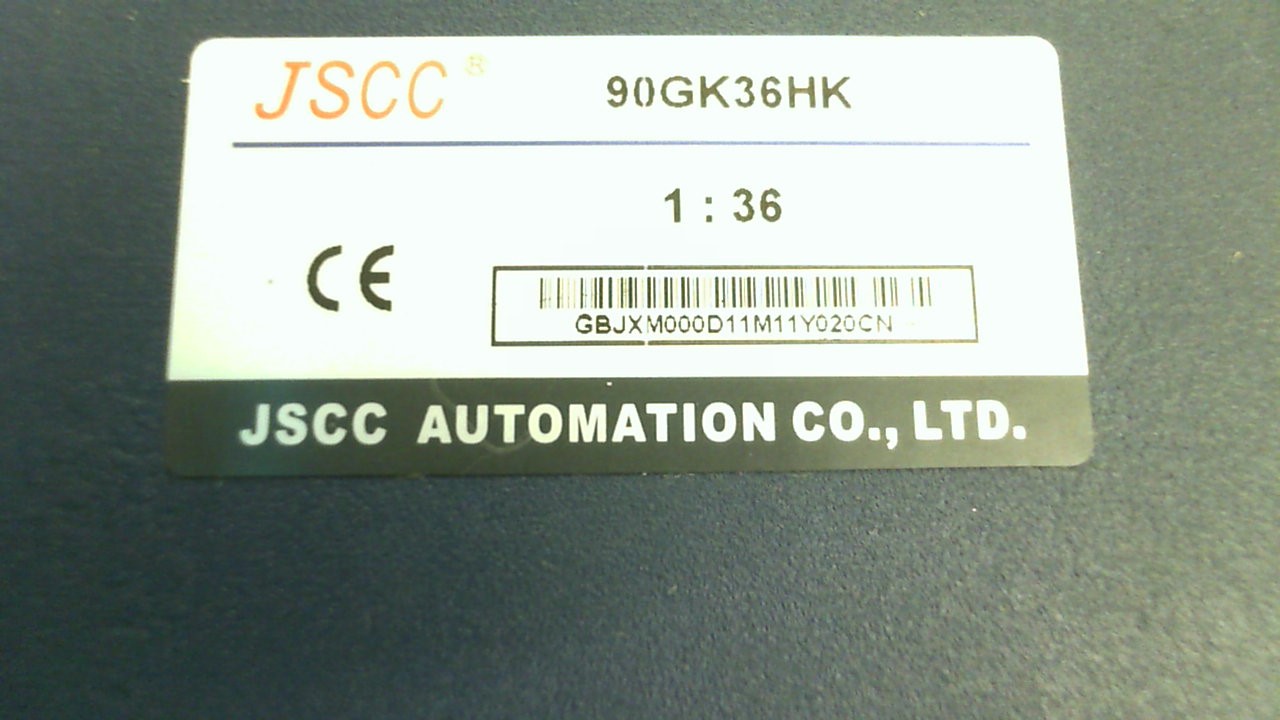 JSCC® 90GK36HK
1 : 36
CE
GBJXM000D11M11Y020CN
JSCC AUTOMATION CO., LTD.